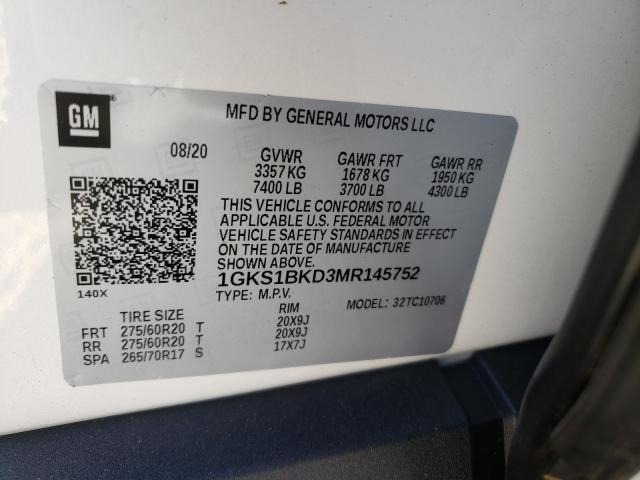 GM
MFD BY GENERAL MOTORS LLC
08/20 GVWR GAWR FRT GAWR RR
3357 KG 1678 KG 1950 KG
7400 LB 3700 LB 4300 LB
THIS VEHICLE CONFORMS TO ALL
APPLICABLE U.S. FEDERAL MOTOR
VEHICLE SAFETY STANDARDS IN EFFECT
ON THE DATE OF MANUFACTURE
SHOWN ABOVE.
140X
1GKS1BKD3MR145752
TYPE: M.P.V. MODEL: 32TC10706
TIRE SIZE RIM
FRT 275/60R20 T 20X9J
RR 275/60R20 T 20X9J
SPA 265/70R17 S 17X7J